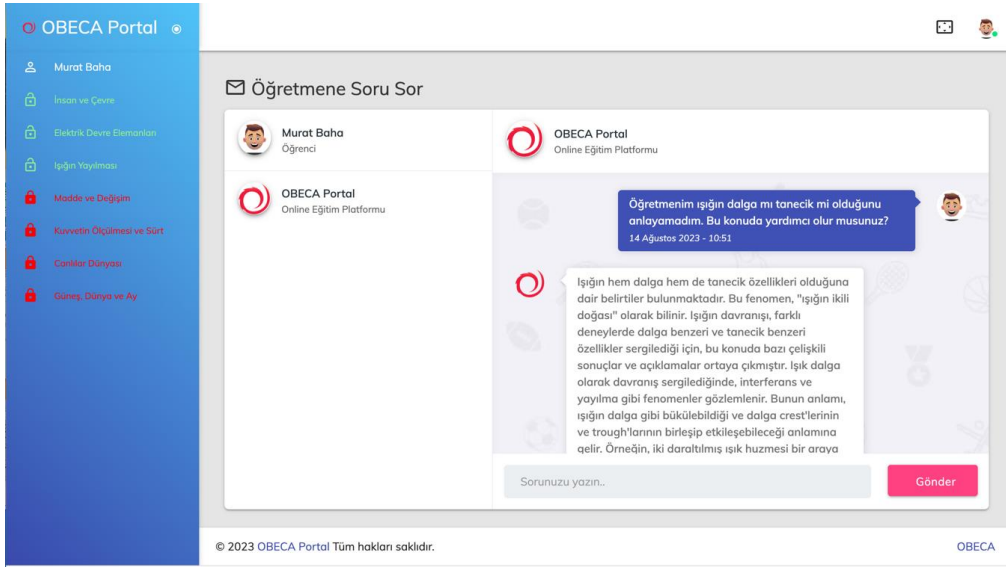 OBECA Portal
Murat Baha
İnsan ve Çevre
Elektrik Devre Elemanları
Işığın Yayılması
Madde ve Değişim
Kuvvetin Ölçülmesi ve Sürt
Canlılar Dünyası
Güneş, Dünya ve Ay
Öğretmene Soru Sor
Murat Baha
Öğrenci
OBECA Portal
Online Eğitim Platformu
OBECA Portal
Online Eğitim Platformu
Öğretmenim ışığın dalga mı tanecik mi olduğunu
anlayamadım. Bu konuda yardımcı olur musunuz?
14 Ağustos 2023 - 10:51
Işığın hem dalga hem de tanecik özellikleri olduğuna
dair belirtiler bulunmaktadır. Bu fenomen, "ışığın ikili
doğası" olarak bilinir. Işığın davranışı, farklı
deneylerde dalga benzeri ve tanecik benzeri
özellikler sergilediği için, bu konuda bazı çelişkili
sonuçlar ve açıklamalar ortaya çıkmıştır. Işık dalga
olarak davranış sergilediğinde, interferans ve
yayılma gibi fenomenler gözlemlenir. Bunun anlamı,
ışığın dalga gibi bükülebildiği ve dalga crest'lerinin
ve trough'larının birleşip etkileşebileceği anlamına
gelir. Örneğin, iki daraltılmış ışık huzmesi bir araya
Sorunuzu yazın..
Gönder
© 2023 OBECA Portal Tüm hakları saklıdır.
OBECA